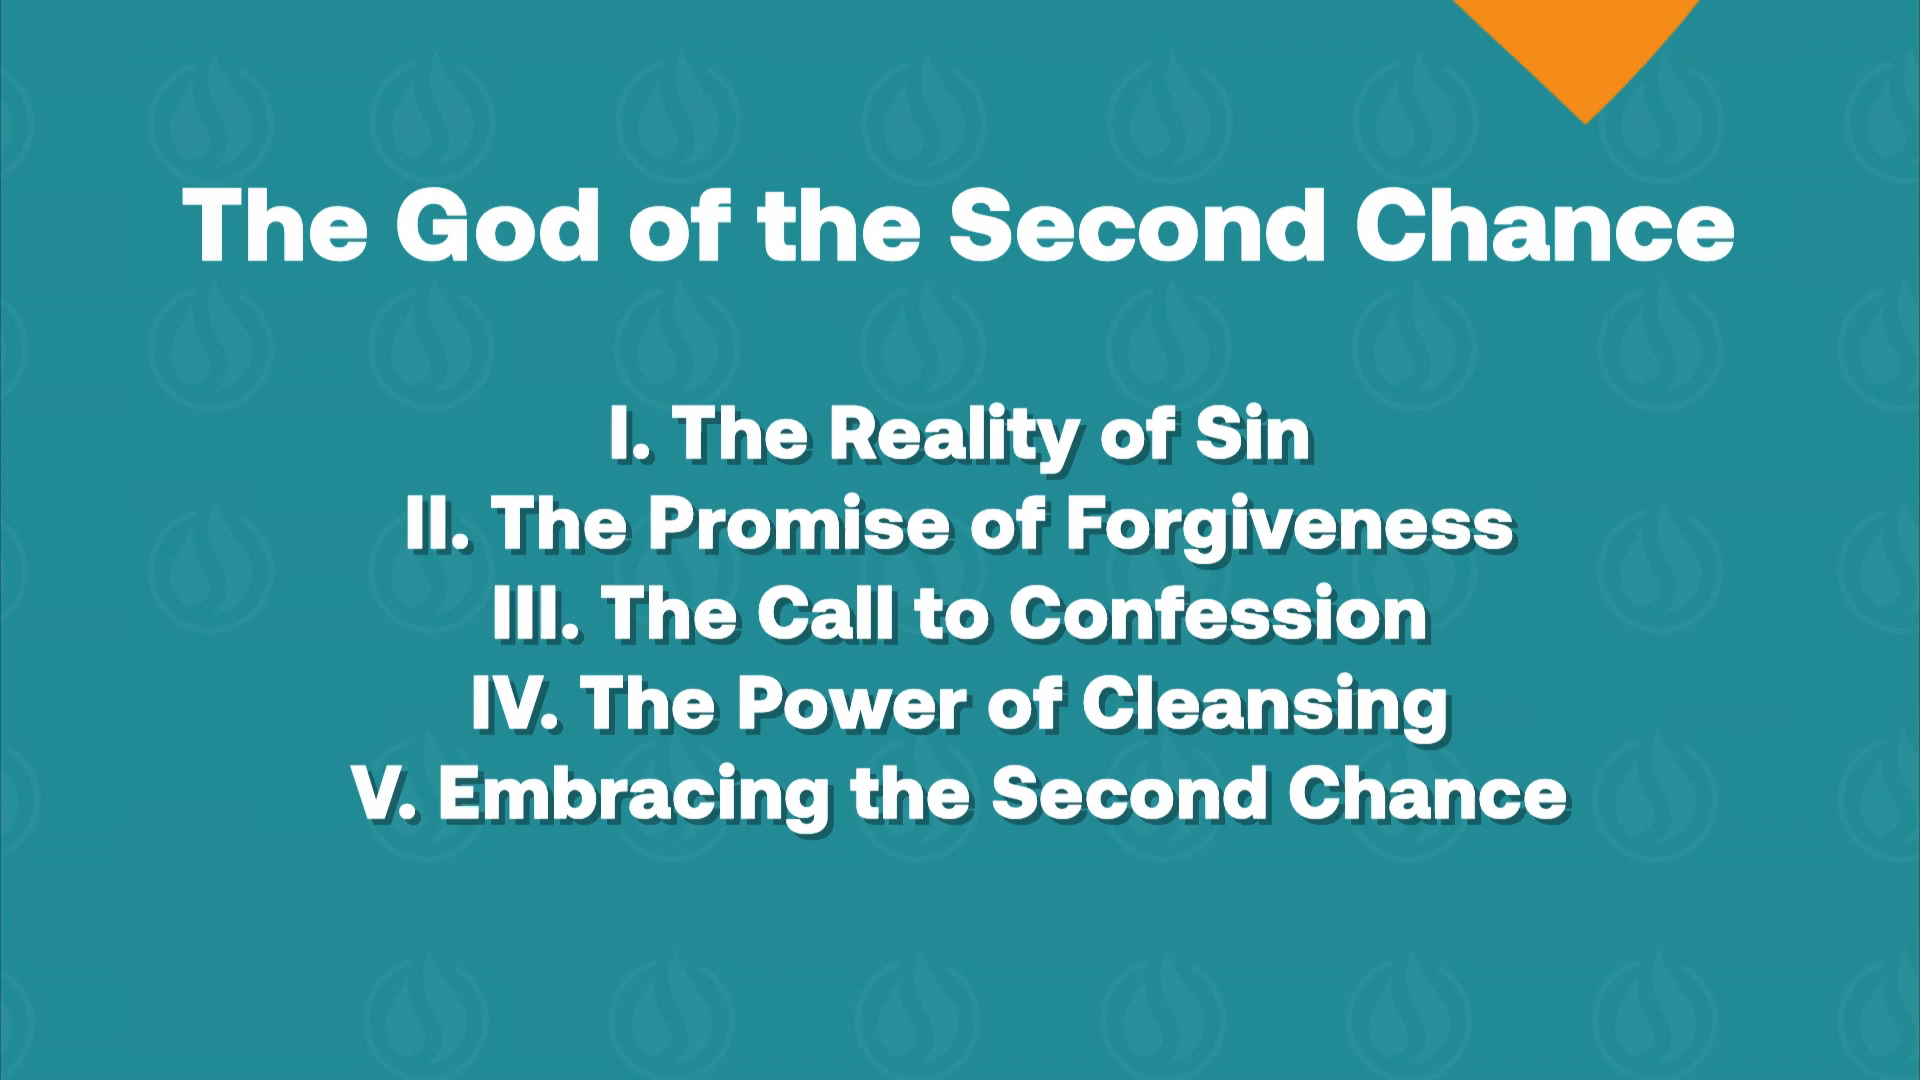 The God of the Second Chance
I. The Reality of Sin
II. The Promise of Forgiveness
III. The Call to Confession
IV. The Power of Cleansing
V. Embracing the Second Chance